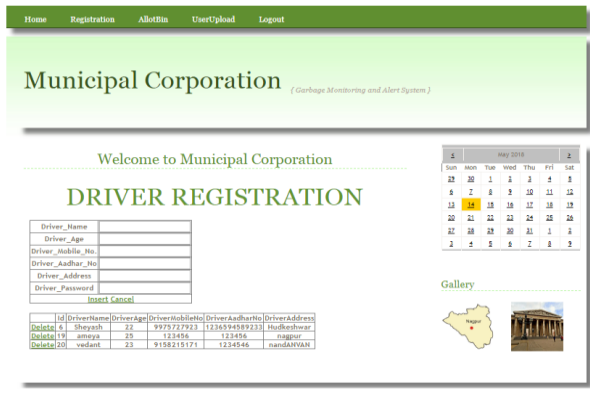 Home Registration AllotBin UserUpload Logout
Municipal Corporation ( Garbage Monitoring and Alert System )
Welcome to Municipal Corporation
DRIVER REGISTRATION
Driver_Name
Driver_Age
Driver_Mobile_No.
Driver_Aadhar_No
Driver_Address
Driver_Password
Insert Cancel
Id DriverName DriverAge DriverMobileNo DriverAadharNo DriverAddress
Delete 6 Sheyash 22 9975727923 1236594589233 Hudkeshwar
Delete 19 ameya 25 123456 123456 nagpur
Delete 20 vedant 23 9158215171 1234546 nandANVAN
< May 2018 >
Sun Mon Tue Wed Thu Fri Sat
29 30 1 2 3 4 5
6 7 8 9 10 11 12
13 14 15 16 17 18 19
20 21 22 23 24 25 26
27 28 29 30 31 1 2
3 4 5 6 7 8 9
Gallery
Nagpur